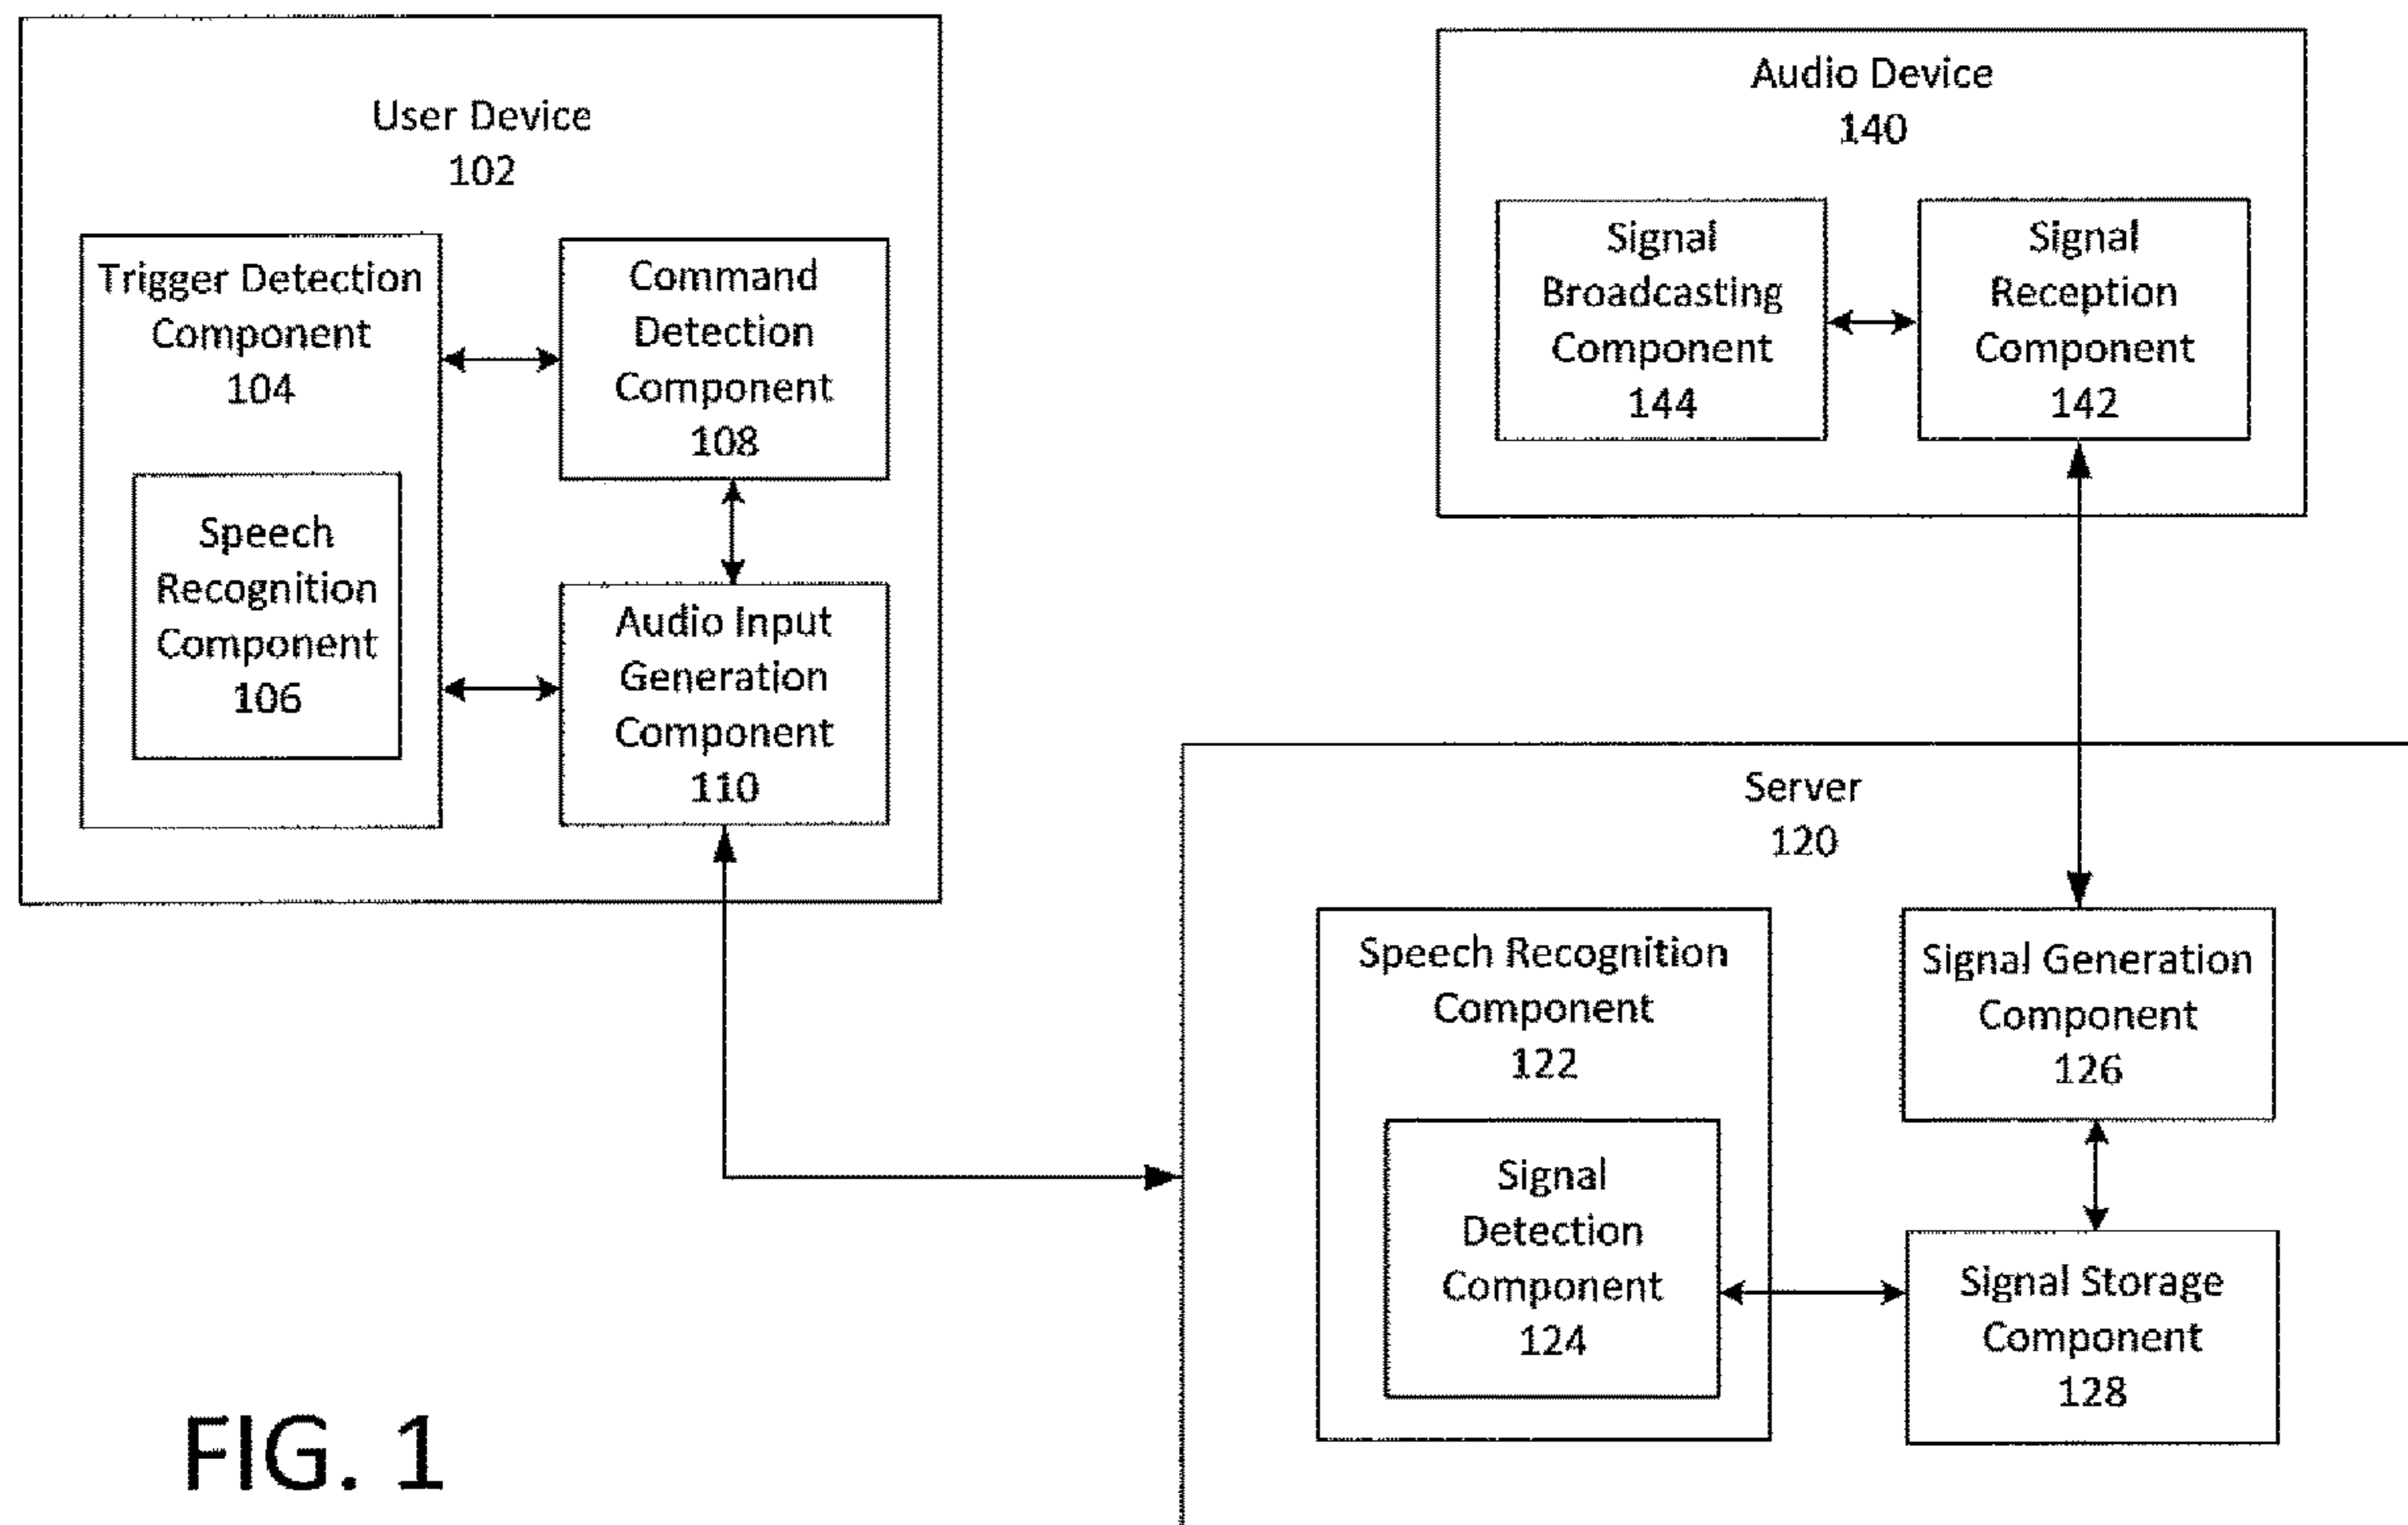 User Device
102
Trigger Detection
Component
104
Speech
Recognition
Component
106
Command
Detection
Component
108
Audio Input
Generation
Component
110
Audio Device
140
Signal
Broadcasting
Component
144
Signal
Reception
Component
142
Server
120
Speech Recognition
Component
122
Signal
Detection
Component
124
Signal Generation
Component
126
Signal Storage
Component
128
FIG. 1